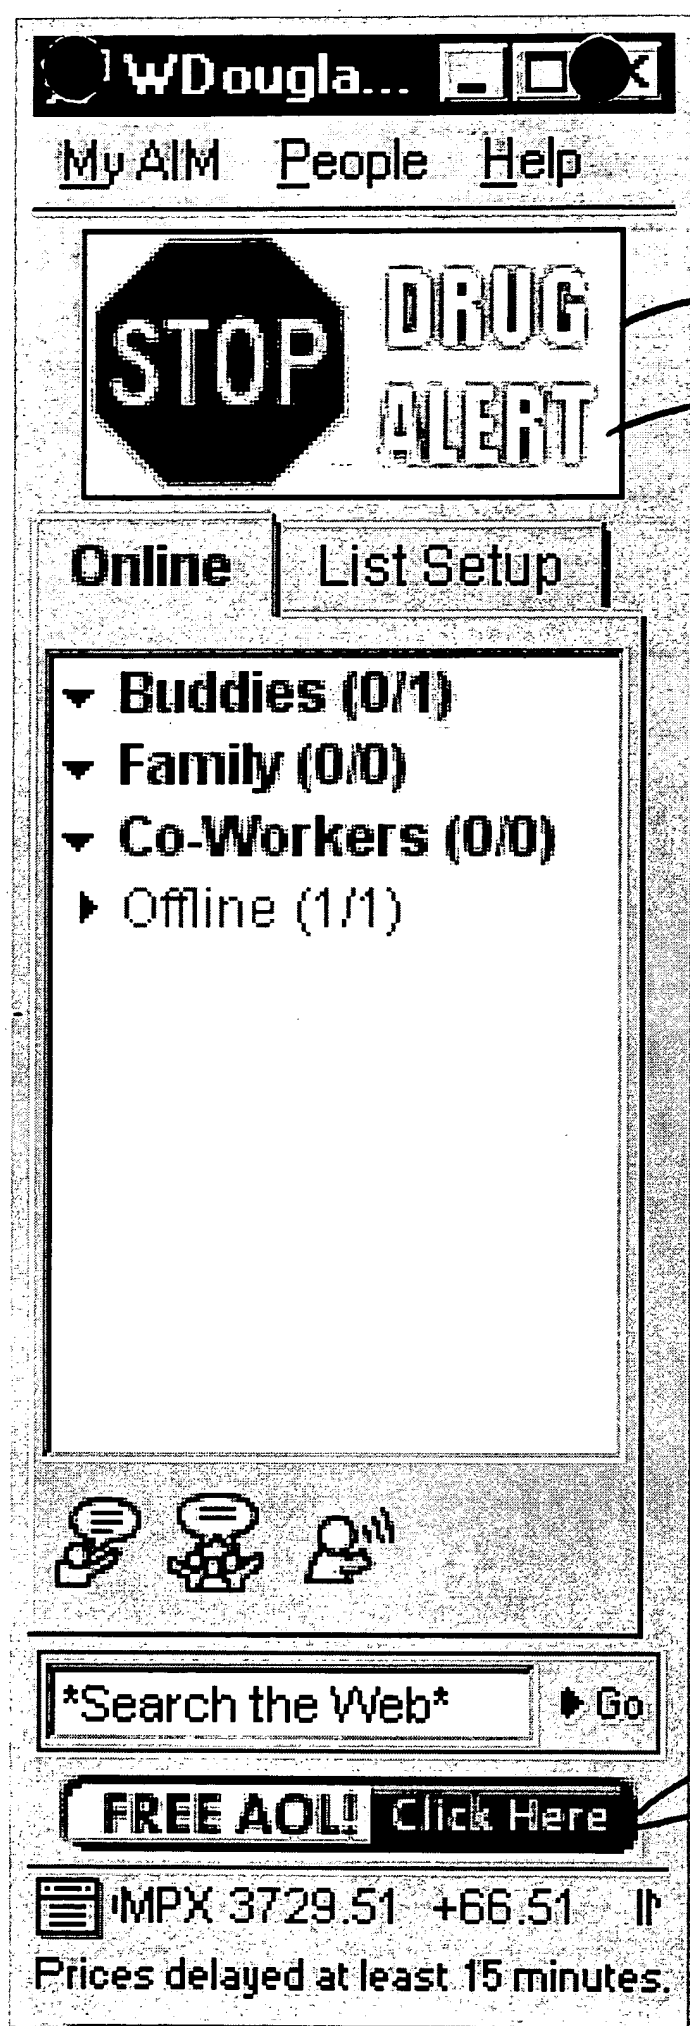 WDougla...
My AIM People Help
STOP DRUG ALERT
Online List Setup
Buddies (0/1)
Family (0/0)
Co-Workers (0/0)
Offline (1/1)
*Search the Web* Go
FREE AOL! Click Here
MPX 3729.51 +66.51
Prices delayed at least 15 minutes.